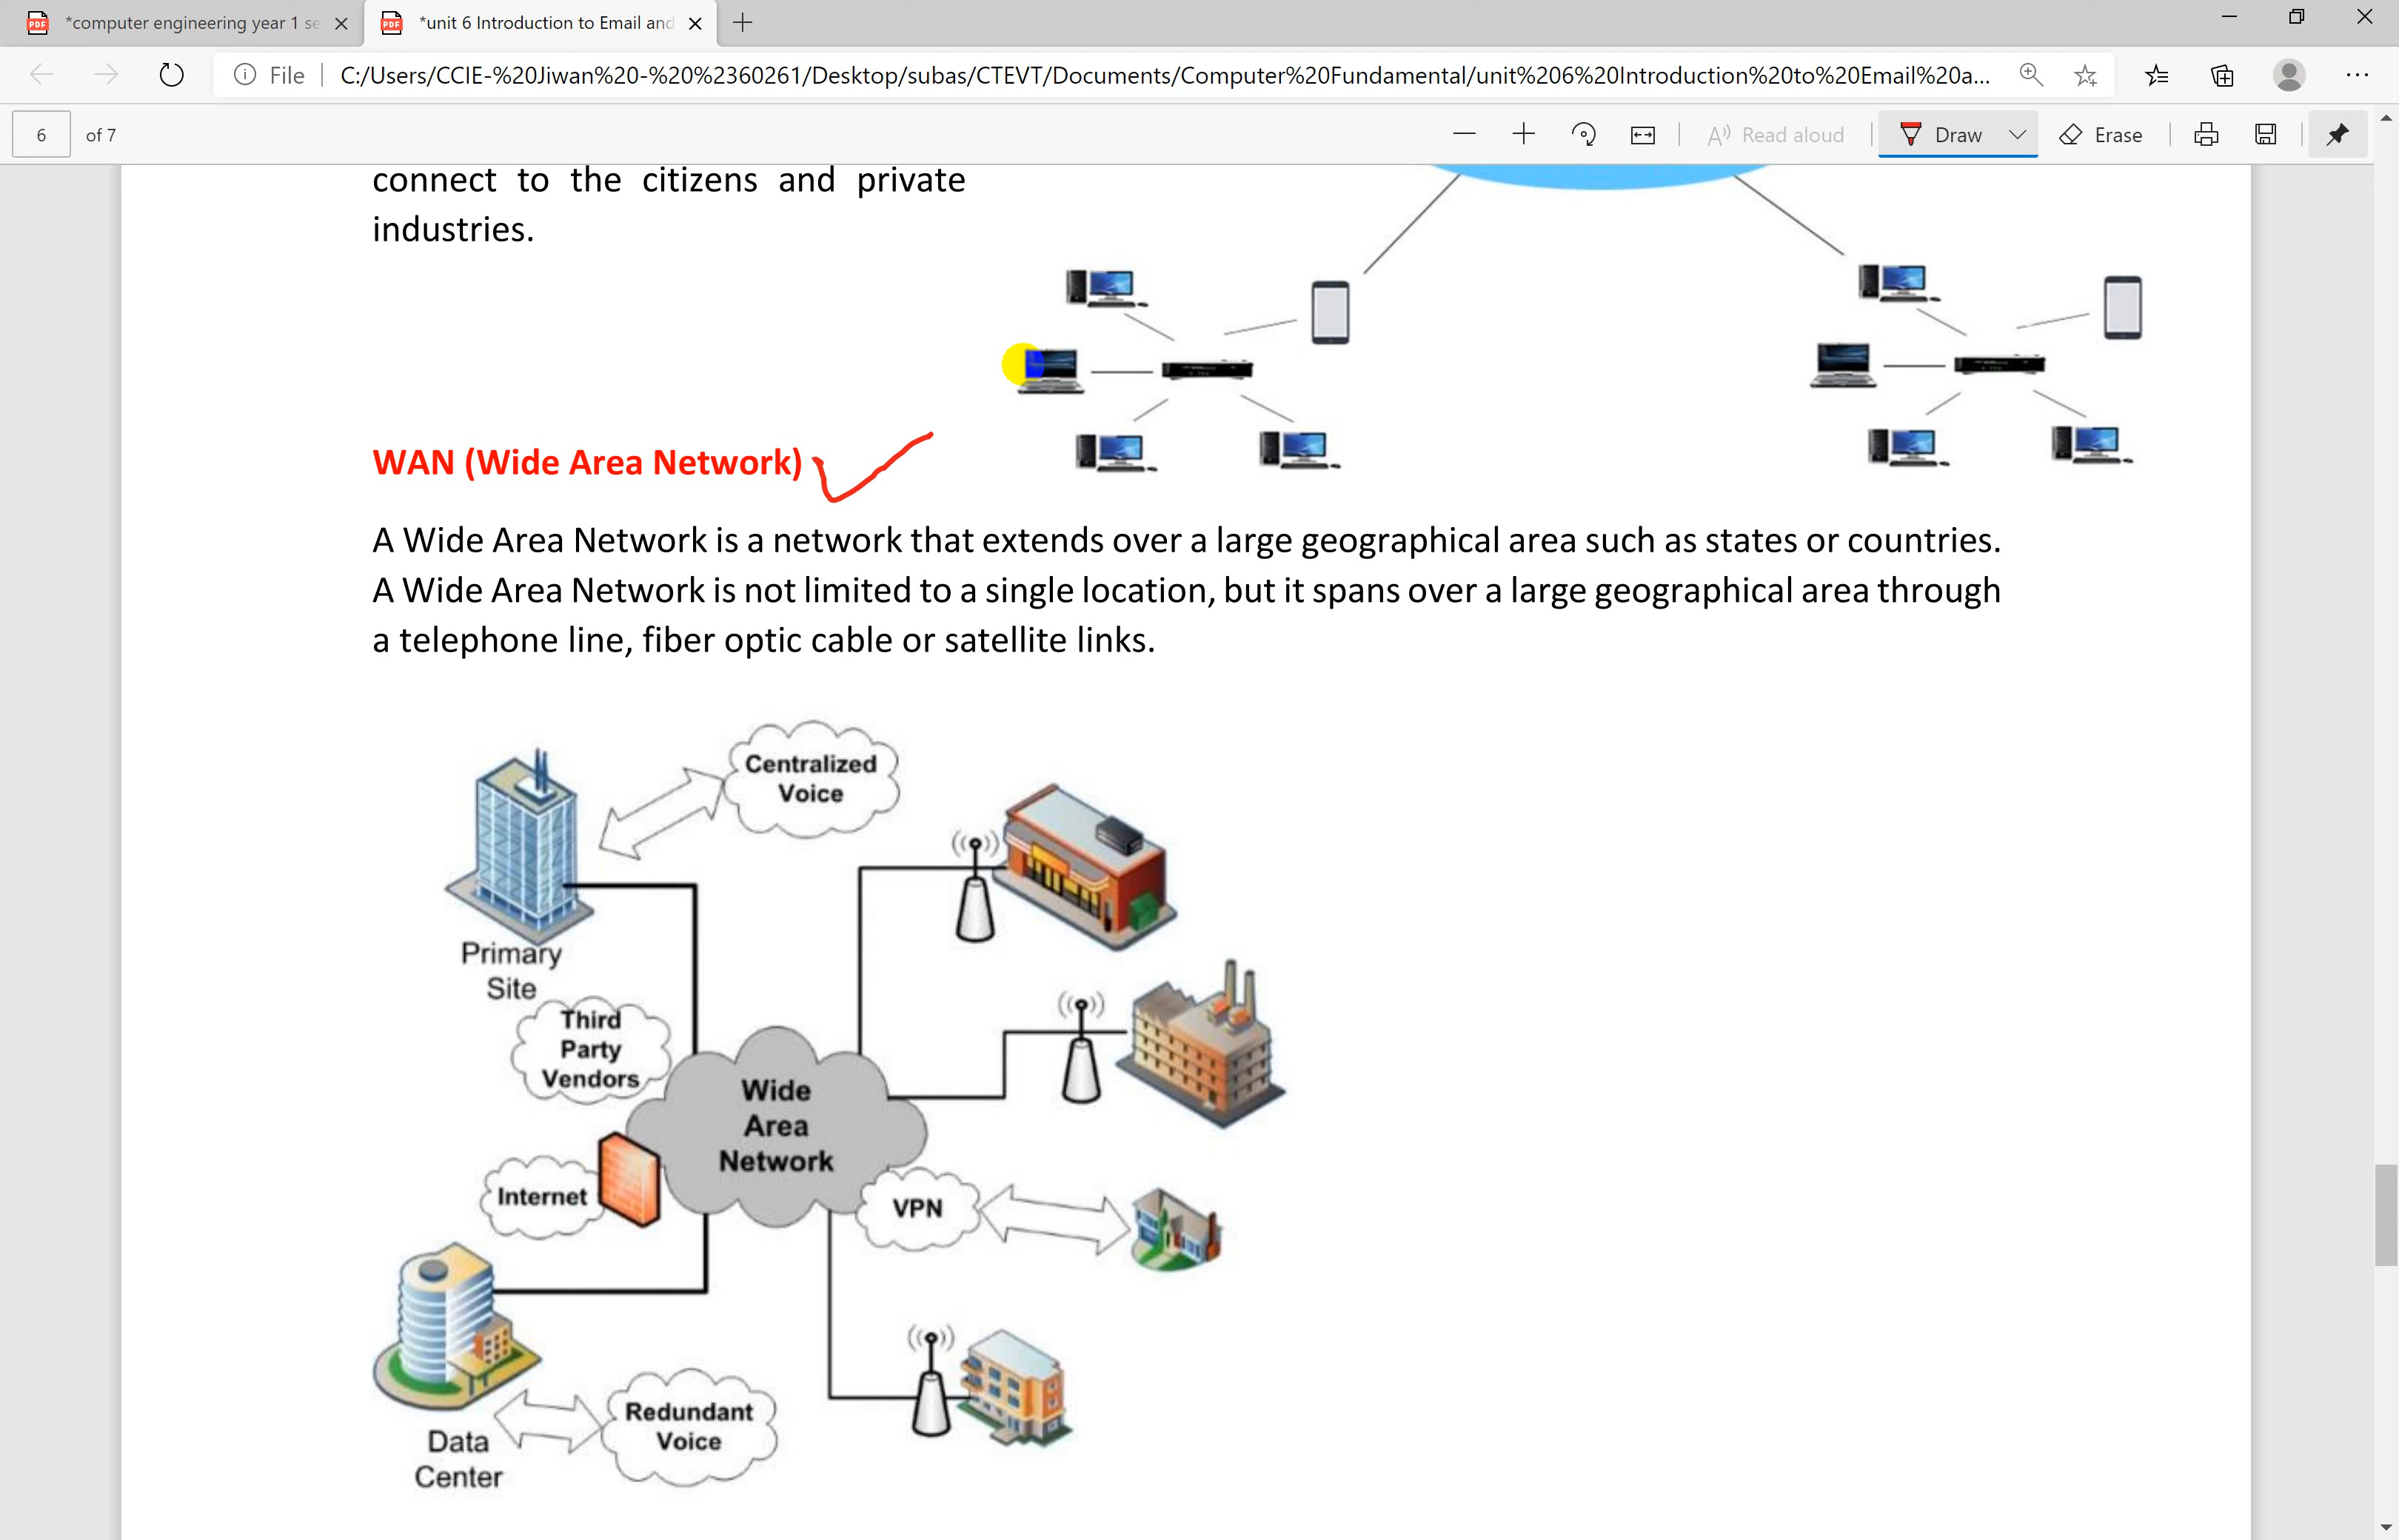 *computer engineering year 1 se
*unit 6 Introduction to Email and
File
C:/Users/CCIE-%20Jiwan%20-%20%2360261/Desktop/subas/CTEVT/Documents/Computer%20Fundamental/unit%206%20Introduction%20to%20Email%20a...
6 of 7
Read aloud
Draw
Erase
connect to the citizens and private
industries.
WAN (Wide Area Network)
A Wide Area Network is a network that extends over a large geographical area such as states or countries.
A Wide Area Network is not limited to a single location, but it spans over a large geographical area through
a telephone line, fiber optic cable or satellite links.
Centralized
Voice
Primary
Site
Third
Party
Vendors
Wide
Area
Network
Internet
VPN
Redundant
Voice
Data
Center